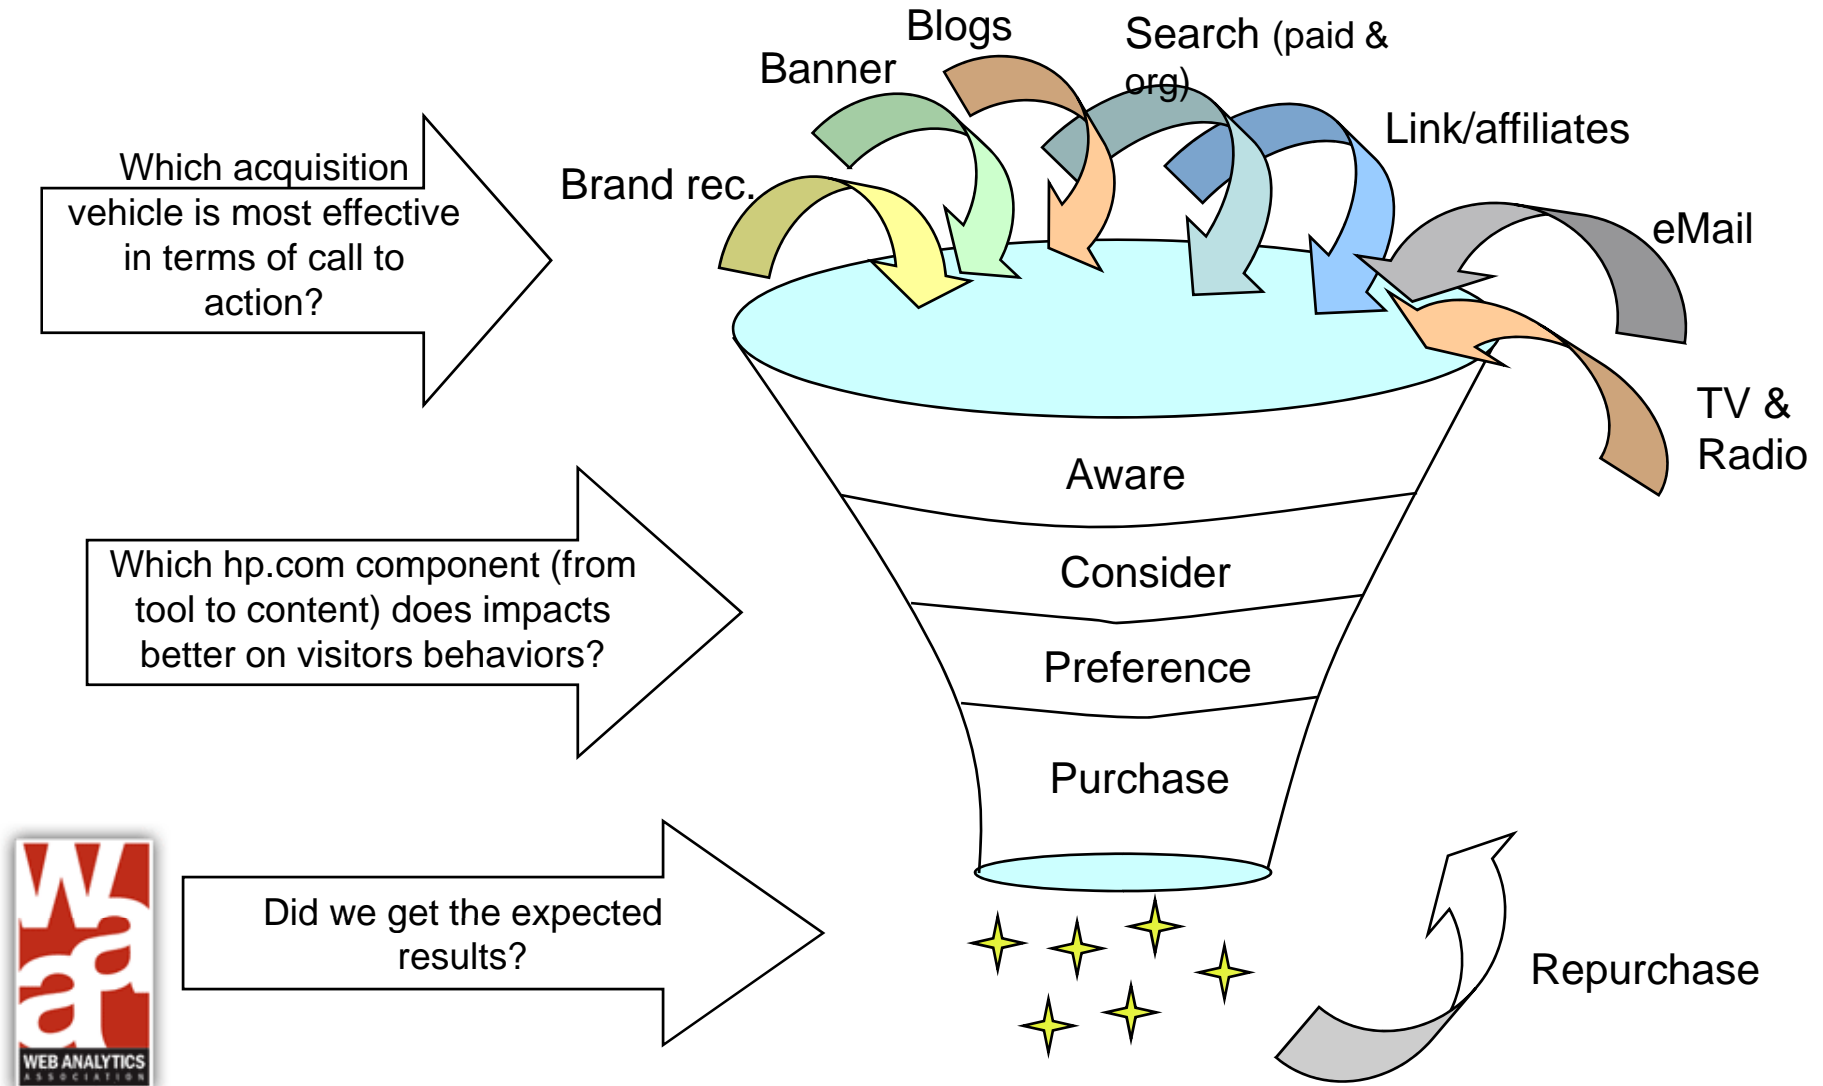 Blogs
Search (paid &
org)
Banner
Link/affiliates
Which acquisition
vehicle is most effective
in terms of call to
action?
Brand rec.
eMail
TV &
Radio
Aware
Which hp.com component (from
tool to content) does impacts
better on visitors behaviors?
Consider
Preference
Purchase
Did we get the expected
results?
Repurchase
waa
WEB ANALYTICS
ASSOCIATION